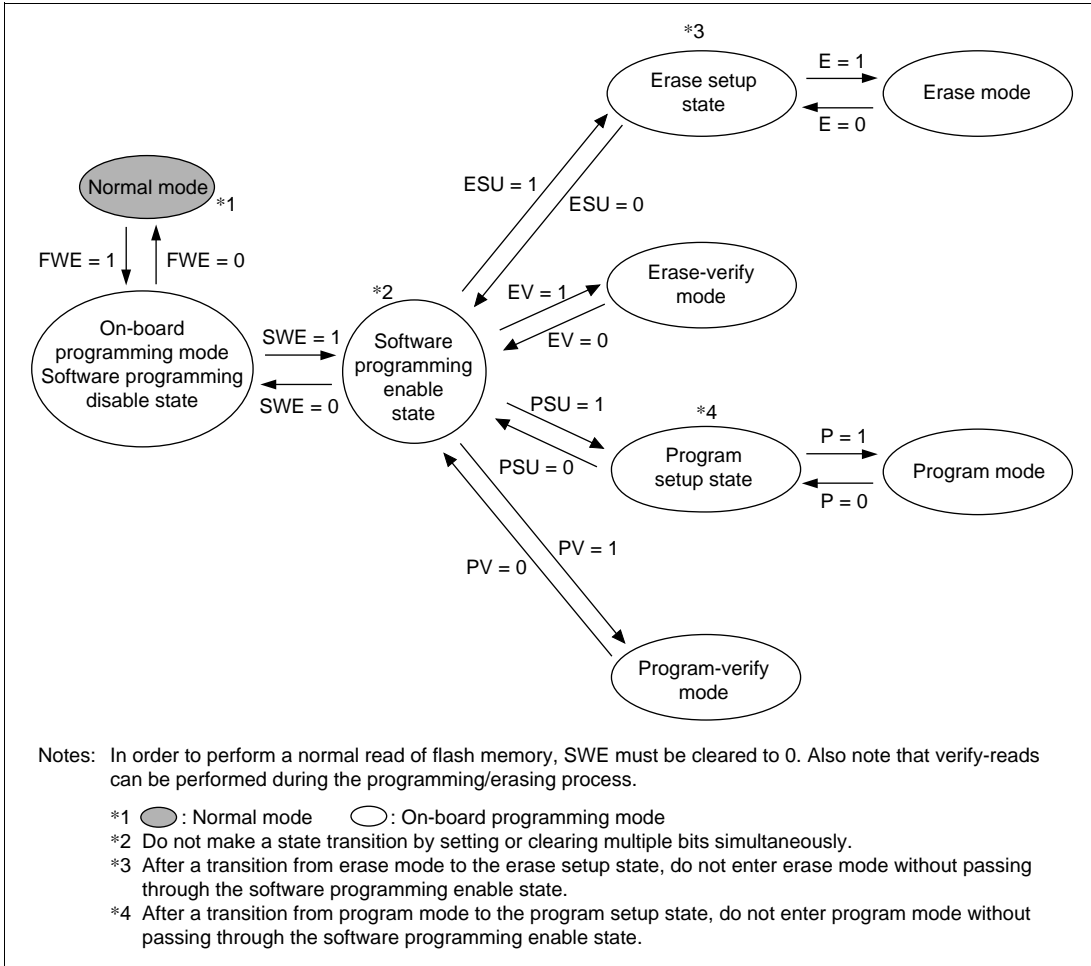 *3
Erase setup
state
E = 1
E = 0
Erase mode
Normal mode
*1
ESU = 1
ESU = 0
FWE = 1
FWE = 0
Erase-verify
mode
*2
EV = 1
EV = 0
On-board
programming mode
Software programming
disable state
SWE = 1
SWE = 0
Software
programming
enable
state
PSU = 1
PSU = 0
*4
Program
setup state
P = 1
P = 0
Program mode
PV = 1
PV = 0
Program-verify
mode
Notes: In order to perform a normal read of flash memory, SWE must be cleared to 0. Also note that verify-reads
can be performed during the programming/erasing process.
*1 : Normal mode : On-board programming mode
*2 Do not make a state transition by setting or clearing multiple bits simultaneously.
*3 After a transition from erase mode to the erase setup state, do not enter erase mode without passing
through the software programming enable state.
*4 After a transition from program mode to the program setup state, do not enter program mode without
passing through the software programming enable state.